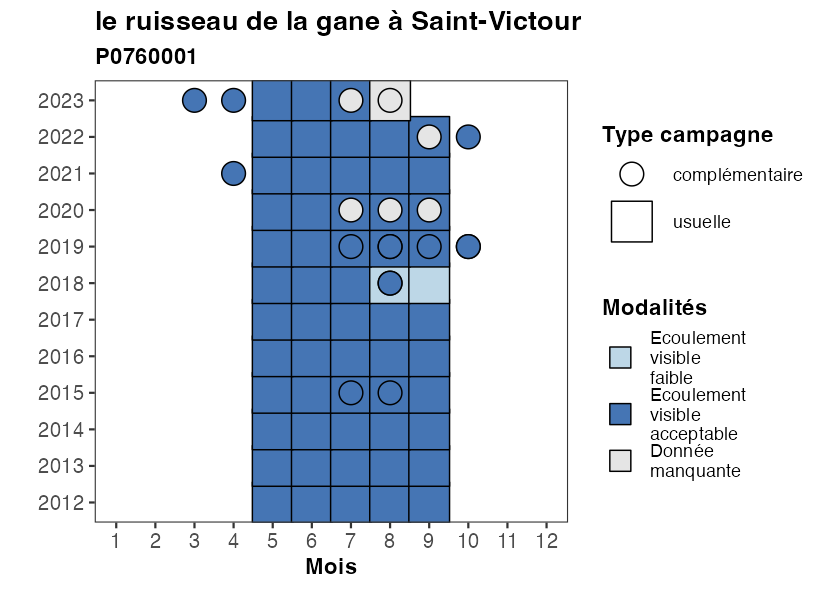 le ruisseau de la gane à Saint-Victour
P0760001
2023
2022
2021
2020
2019
2018
2017
2016
2015
2014
2013
2012
1 2 3 4 5 6 7 8 9 10 11 12
Mois
Type campagne
complémentaire
usuelle
Modalités
Ecoulement
visible
faible
Ecoulement
visible
acceptable
Donnée
manquante